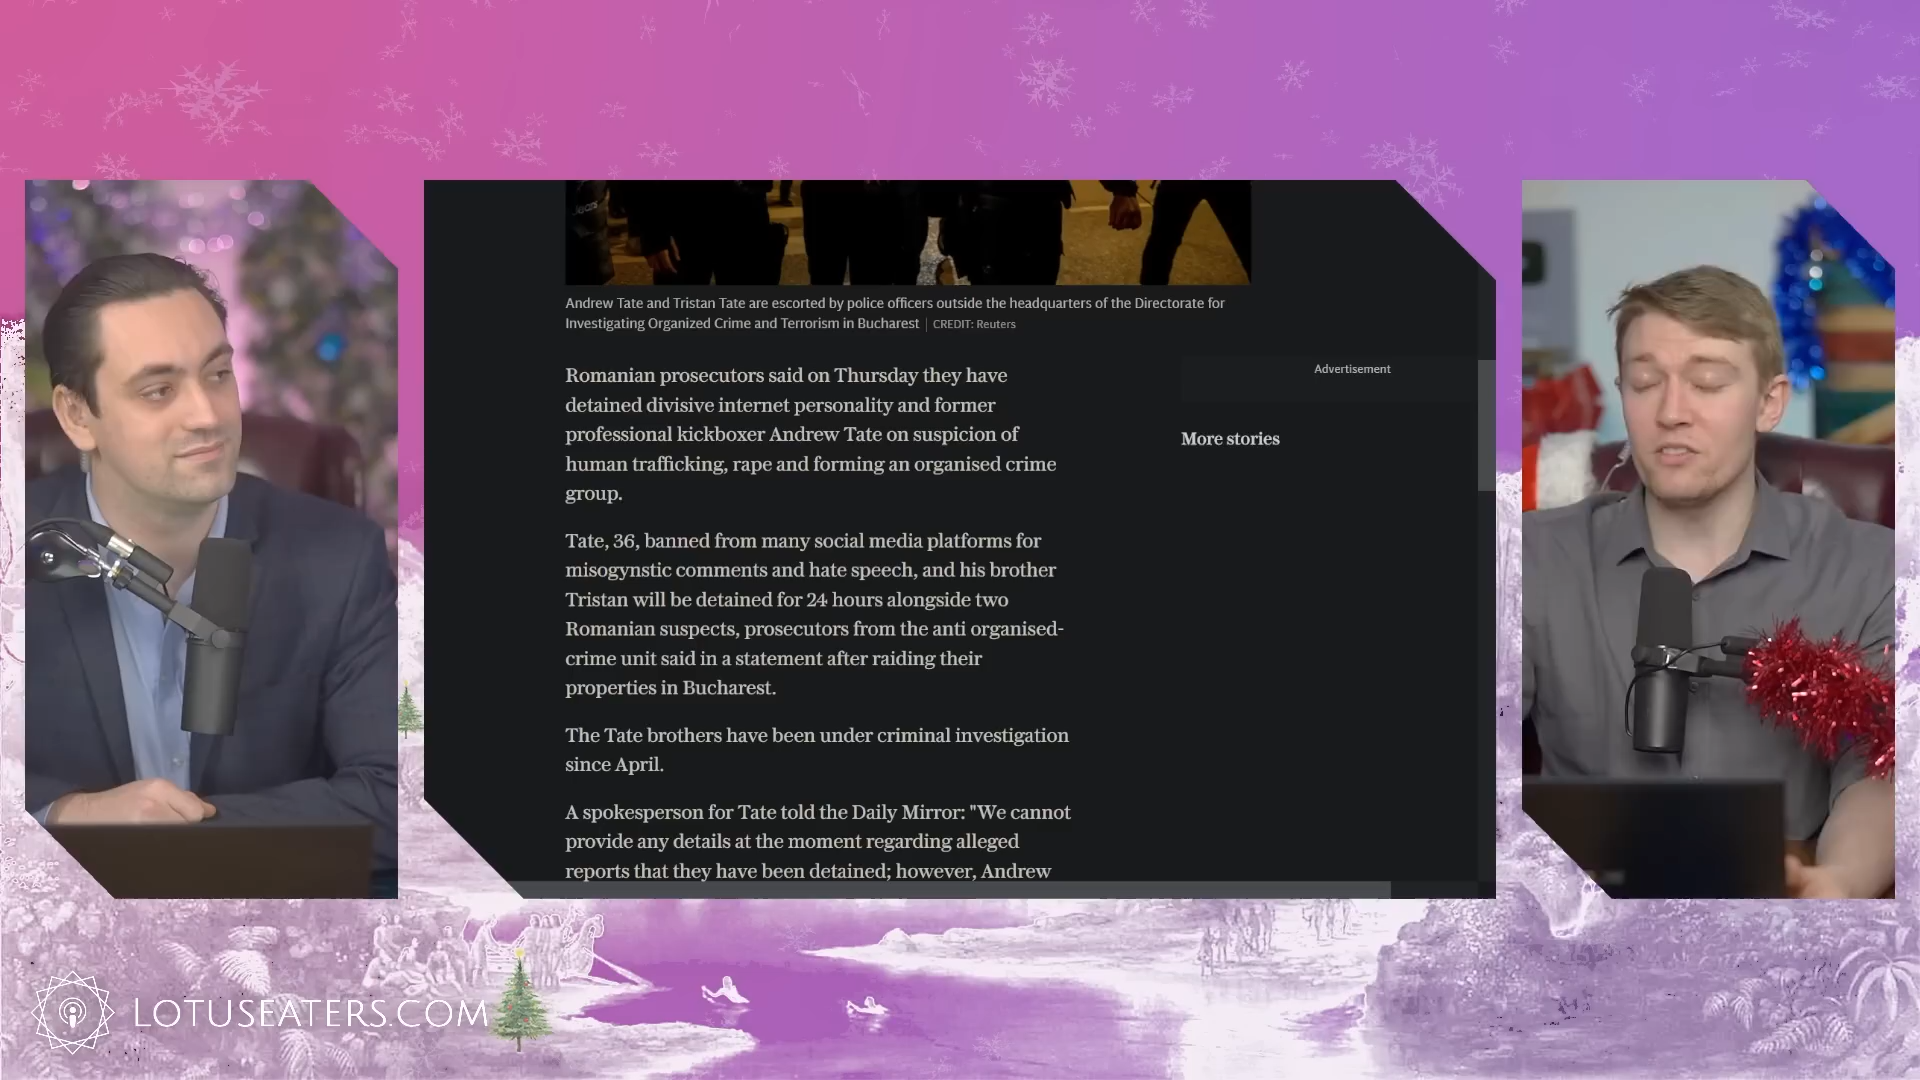 Andrew Tate and Tristan Tate are escorted by police officers outside the headquarters of the Directorate for
Investigating Organized Crime and Terrorism in Bucharest | CREDIT: Reuters
Romanian prosecutors said on Thursday they have
detained divisive internet personality and former
professional kickboxer Andrew Tate on suspicion of
human trafficking, rape and forming an organised crime
group.
Tate, 36, banned from many social media platforms for
misogynstic comments and hate speech, and his brother
Tristan will be detained for 24 hours alongside two
Romanian suspects, prosecutors from the anti organised-
crime unit said in a statement after raiding their
properties in Bucharest.
The Tate brothers have been under criminal investigation
since April.
A spokesperson for Tate told the Daily Mirror: "We cannot
provide any details at the moment regarding alleged
reports that they have been detained; however, Andrew
Advertisement
More stories
LOTUSEATERS.COM